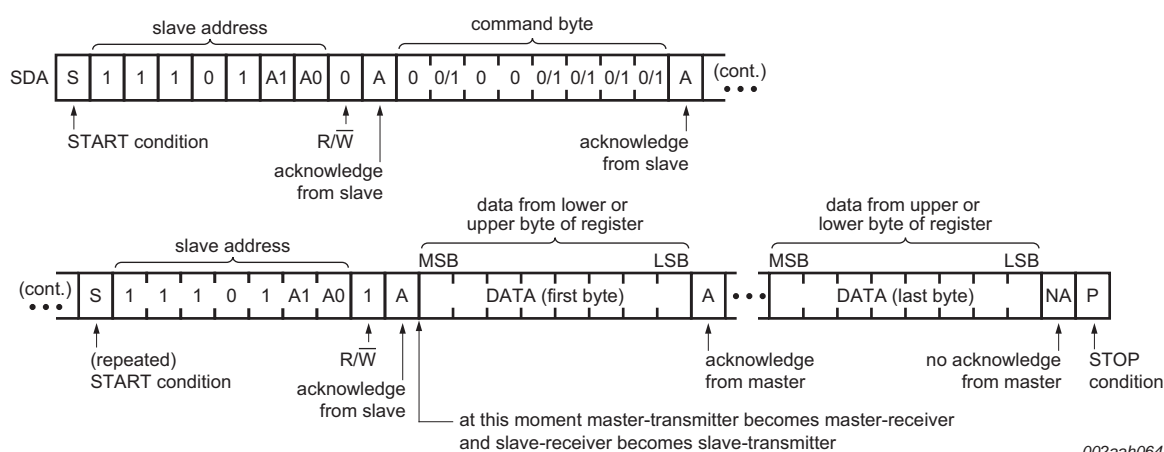 slave address
command byte
SDA S 1 1 1 0 1 A1 A0 0 A 0 0/1 0 0 0/1 0/1 0/1 0/1 A (cont.)
START condition
R/W
acknowledge
from slave
acknowledge
from slave
data from lower or
upper byte of register
data from upper or
lower byte of register
slave address
MSB LSB MSB LSB
(cont.) S 1 1 1 0 1 A1 A0 1 A DATA (first byte) A DATA (last byte) NA P
(repeated)
START condition
R/W
acknowledge
from slave
acknowledge
from master
no acknowledge
from master
STOP
condition
at this moment master-transmitter becomes master-receiver
and slave-receiver becomes slave-transmitter
002aah064